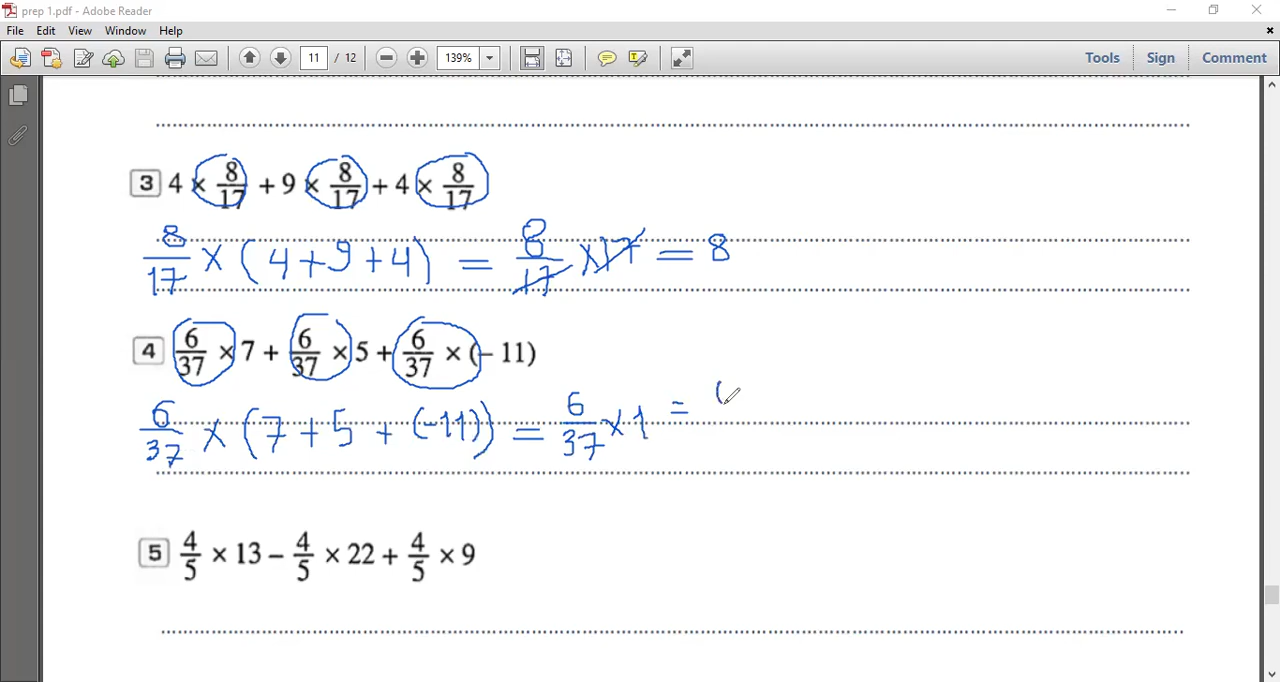 prep 1.pdf - Adobe Reader
File Edit View Window Help
11 / 12 139% Tools Sign Comment
3 4 × 8/17 + 9 × 8/17 + 4 × 8/17
8/17 × (4 + 9 + 4) = 8/17 × 17 = 8
4 6/37 × 7 + 6/37 × 5 + 6/37 × (− 11)
6/37 × (7 + 5 + (-11)) = 6/37 × 1 =
5 4/5 × 13 − 4/5 × 22 + 4/5 × 9